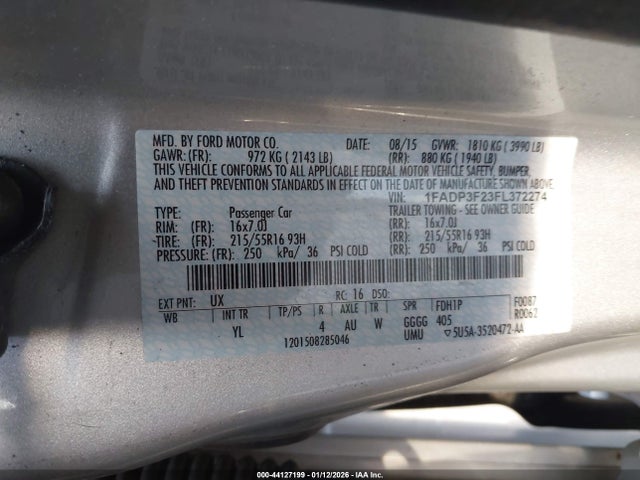 MFD. BY FORD MOTOR CO. DATE: 08/15 GVWR: 1810 KG ( 3990 LB)
GAWR: (FR): 972 KG ( 2143 LB) (RR): 880 KG ( 1940 LB)
THIS VEHICLE CONFORMS TO ALL APPLICABLE FEDERAL MOTOR VEHICLE SAFETY, BUMPER,
AND THEFT PREVENTION STANDARDS IN EFFECT ON THE DATE OF MANUFACTURE SHOWN ABOVE.
VIN: 1FADP3F23FL372274
TYPE: Passenger Car TRAILER TOWING - SEE OWNER GUIDE
RIM: (FR): 16x7.0J (RR): 16x7.0J
TIRE: (FR): 215/55R16 93H (RR): 215/55R16 93H
PRESSURE: (FR): 250 kPa/ 36 PSI COLD (RR): 250 kPa/ 36 PSI COLD
EXT PNT: UX RC: 16 DSO: FDH1P F0087
WB INT TR TP/PS R AXLE TR SPR R0062
YL 4 AU W GGGG 405
1201508285046 UMU ▽ 5U5A-3520472-AA
000-44127199 - 01/12/2026 - IAAI.COM